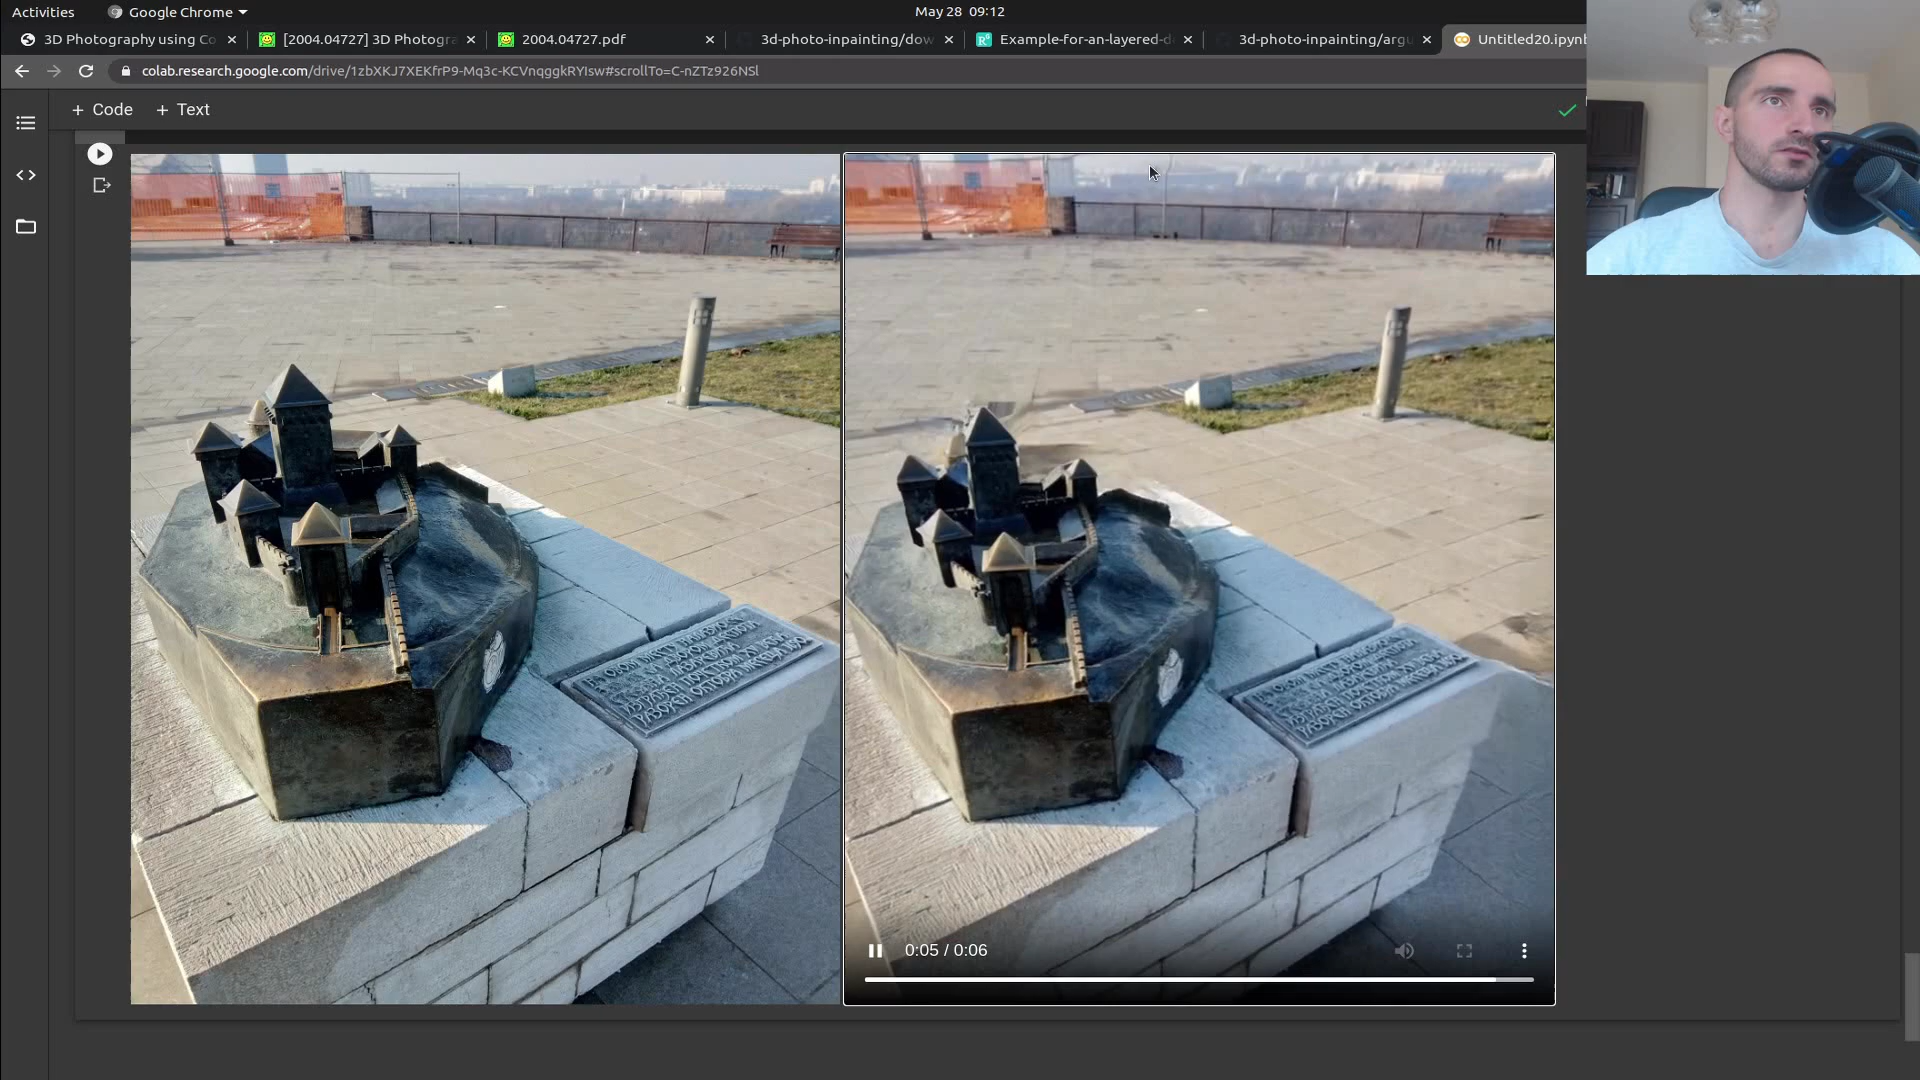 Activities
Google Chrome
May 28 09:12
3D Photography using Co
[2004.04727] 3D Photogra
2004.04727.pdf
3d-photo-inpainting/dow
Example-for-an-layered-d
3d-photo-inpainting/argu
Untitled20.ipynb
colab.research.google.com/drive/1zbXKJ7XEKfrP9-Mq3c-KCVnqggkRYIsw#scrollTo=C-nZTz926NSl
+ Code
+ Text
0:05 / 0:06